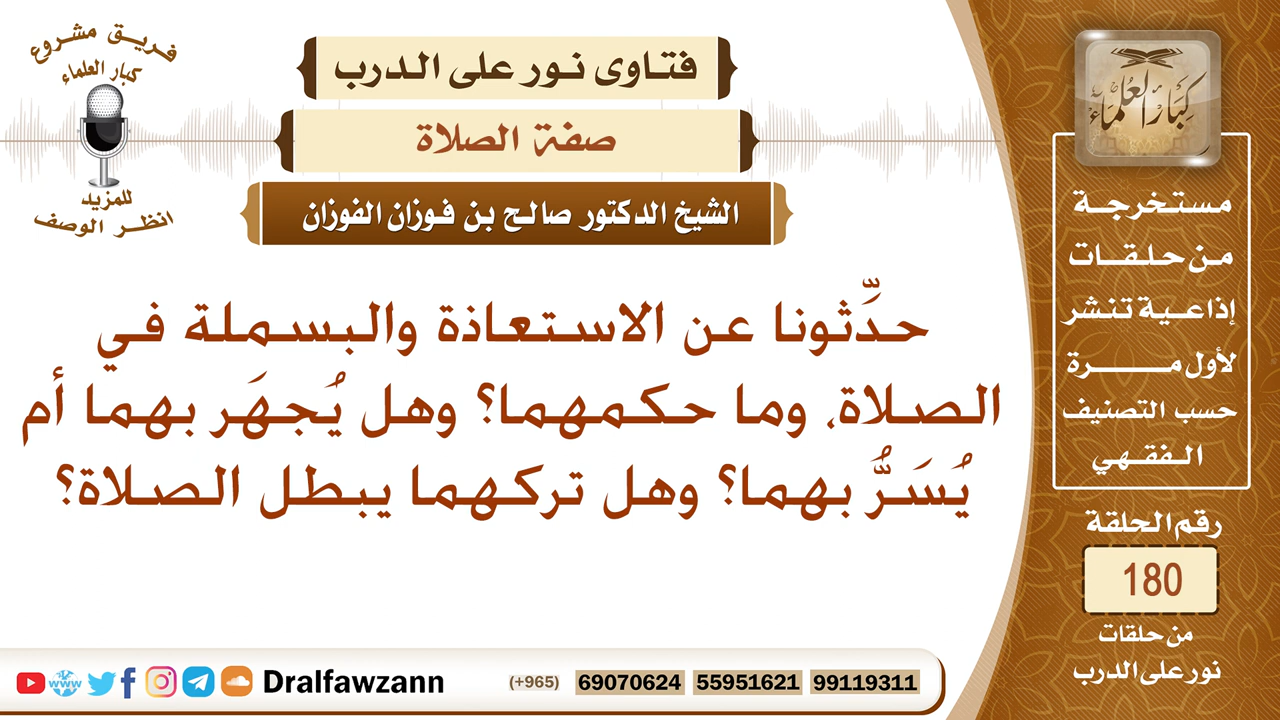 فريق مشروع
كبار العلماء
للمزيد
انظر الوصف
فتاوى نور على الدرب
صفة الصلاة
الشيخ الدكتور صالح بن فوزان الفوزان
حدَّثونا عن الاستعاذة والبسملة في
الصلاة، وما حكمهما؟ وهل يُجهَر بهما أم
يُسَرُّ بهما؟ وهل تركهما يبطل الصلاة؟
كبار العلماء
مستخرجة
من حلقات
إذاعية تنشر
لأول مرة
حسب التصنيف
الفقهي
رقم الحلقة
180
من حلقات
نور على الدرب
www Dralfawzann (+965) 69070624 55951621 99119311